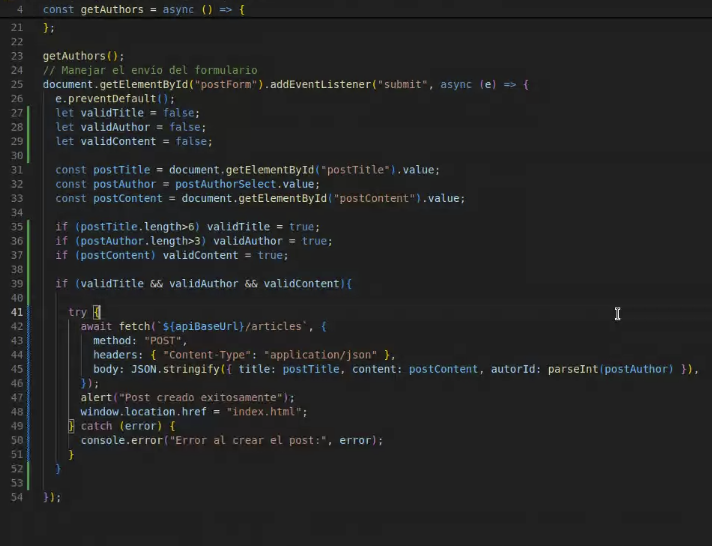 4 const getAuthors = async () => {
21 };
22
23 getAuthors();
24 // Manejar el envio del formulario
25 document.getElementById("postForm").addEventListener("submit", async (e) => {
26   e.preventDefault();
27   let validTitle = false;
28   let validAuthor = false;
29   let validContent = false;
30
31   const postTitle = document.getElementById("postTitle").value;
32   const postAuthor = postAuthorSelect.value;
33   const postContent = document.getElementById("postContent").value;
34
35   if (postTitle.length>6) validTitle = true;
36   if (postAuthor.length>3) validAuthor = true;
37   if (postContent) validContent = true;
38
39   if (validTitle && validAuthor && validContent){
40
41     try {
42       await fetch(`${apiBaseUrl}/articles`, {
43         method: "POST",
44         headers: { "Content-Type": "application/json" },
45         body: JSON.stringify({ title: postTitle, content: postContent, autorId: parseInt(postAuthor) }),
46       });
47       alert("Post creado exitosamente");
48       window.location.href = "index.html";
49     } catch (error) {
50       console.error("Error al crear el post:", error);
51     }
52   }
53
54 });